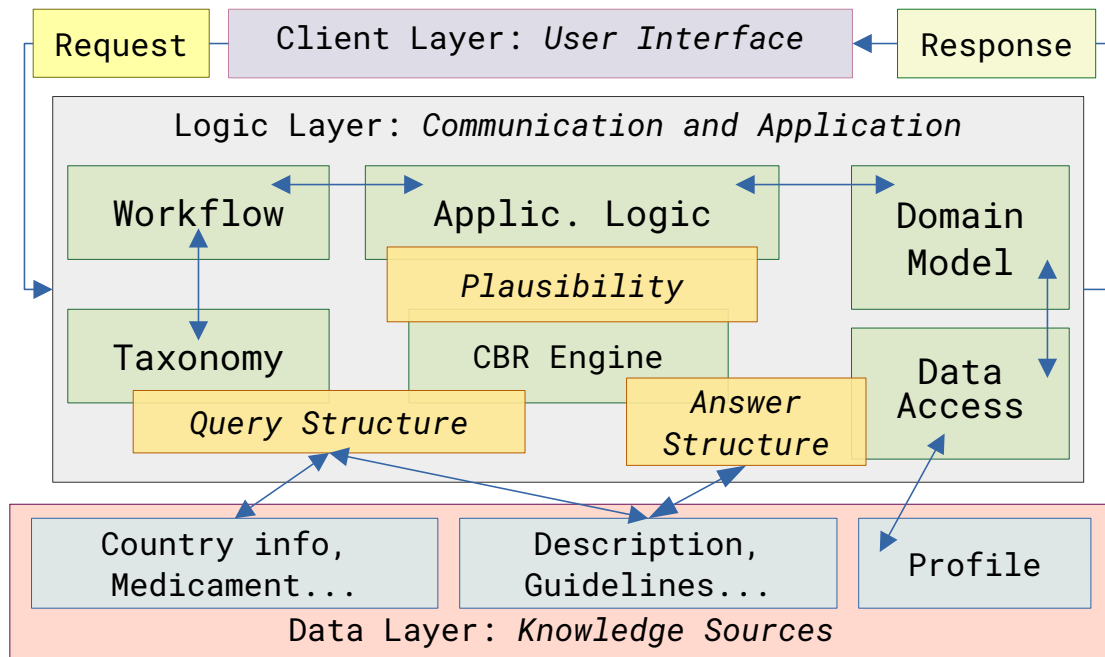 Request
Client Layer: User Interface
Response
Logic Layer: Communication and Application
Workflow
Applic. Logic
Domain
Model
Plausibility
Taxonomy
CBR Engine
Data
Access
Query Structure
Answer
Structure
Country info,
Medicament...
Description,
Guidelines...
Profile
Data Layer: Knowledge Sources